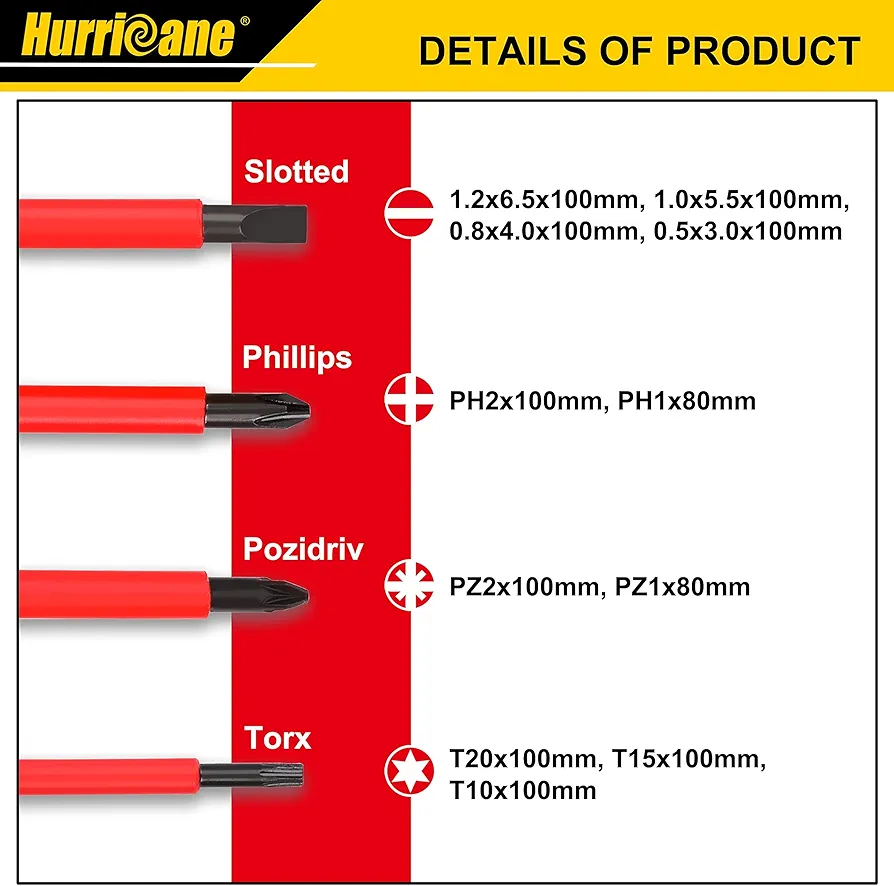 Hurricane®
DETAILS OF PRODUCT
Slotted
1.2x6.5x100mm, 1.0x5.5x100mm,
0.8x4.0x100mm, 0.5x3.0x100mm
Phillips
PH2x100mm, PH1x80mm
Pozidriv
PZ2x100mm, PZ1x80mm
Torx
T20x100mm, T15x100mm,
T10x100mm